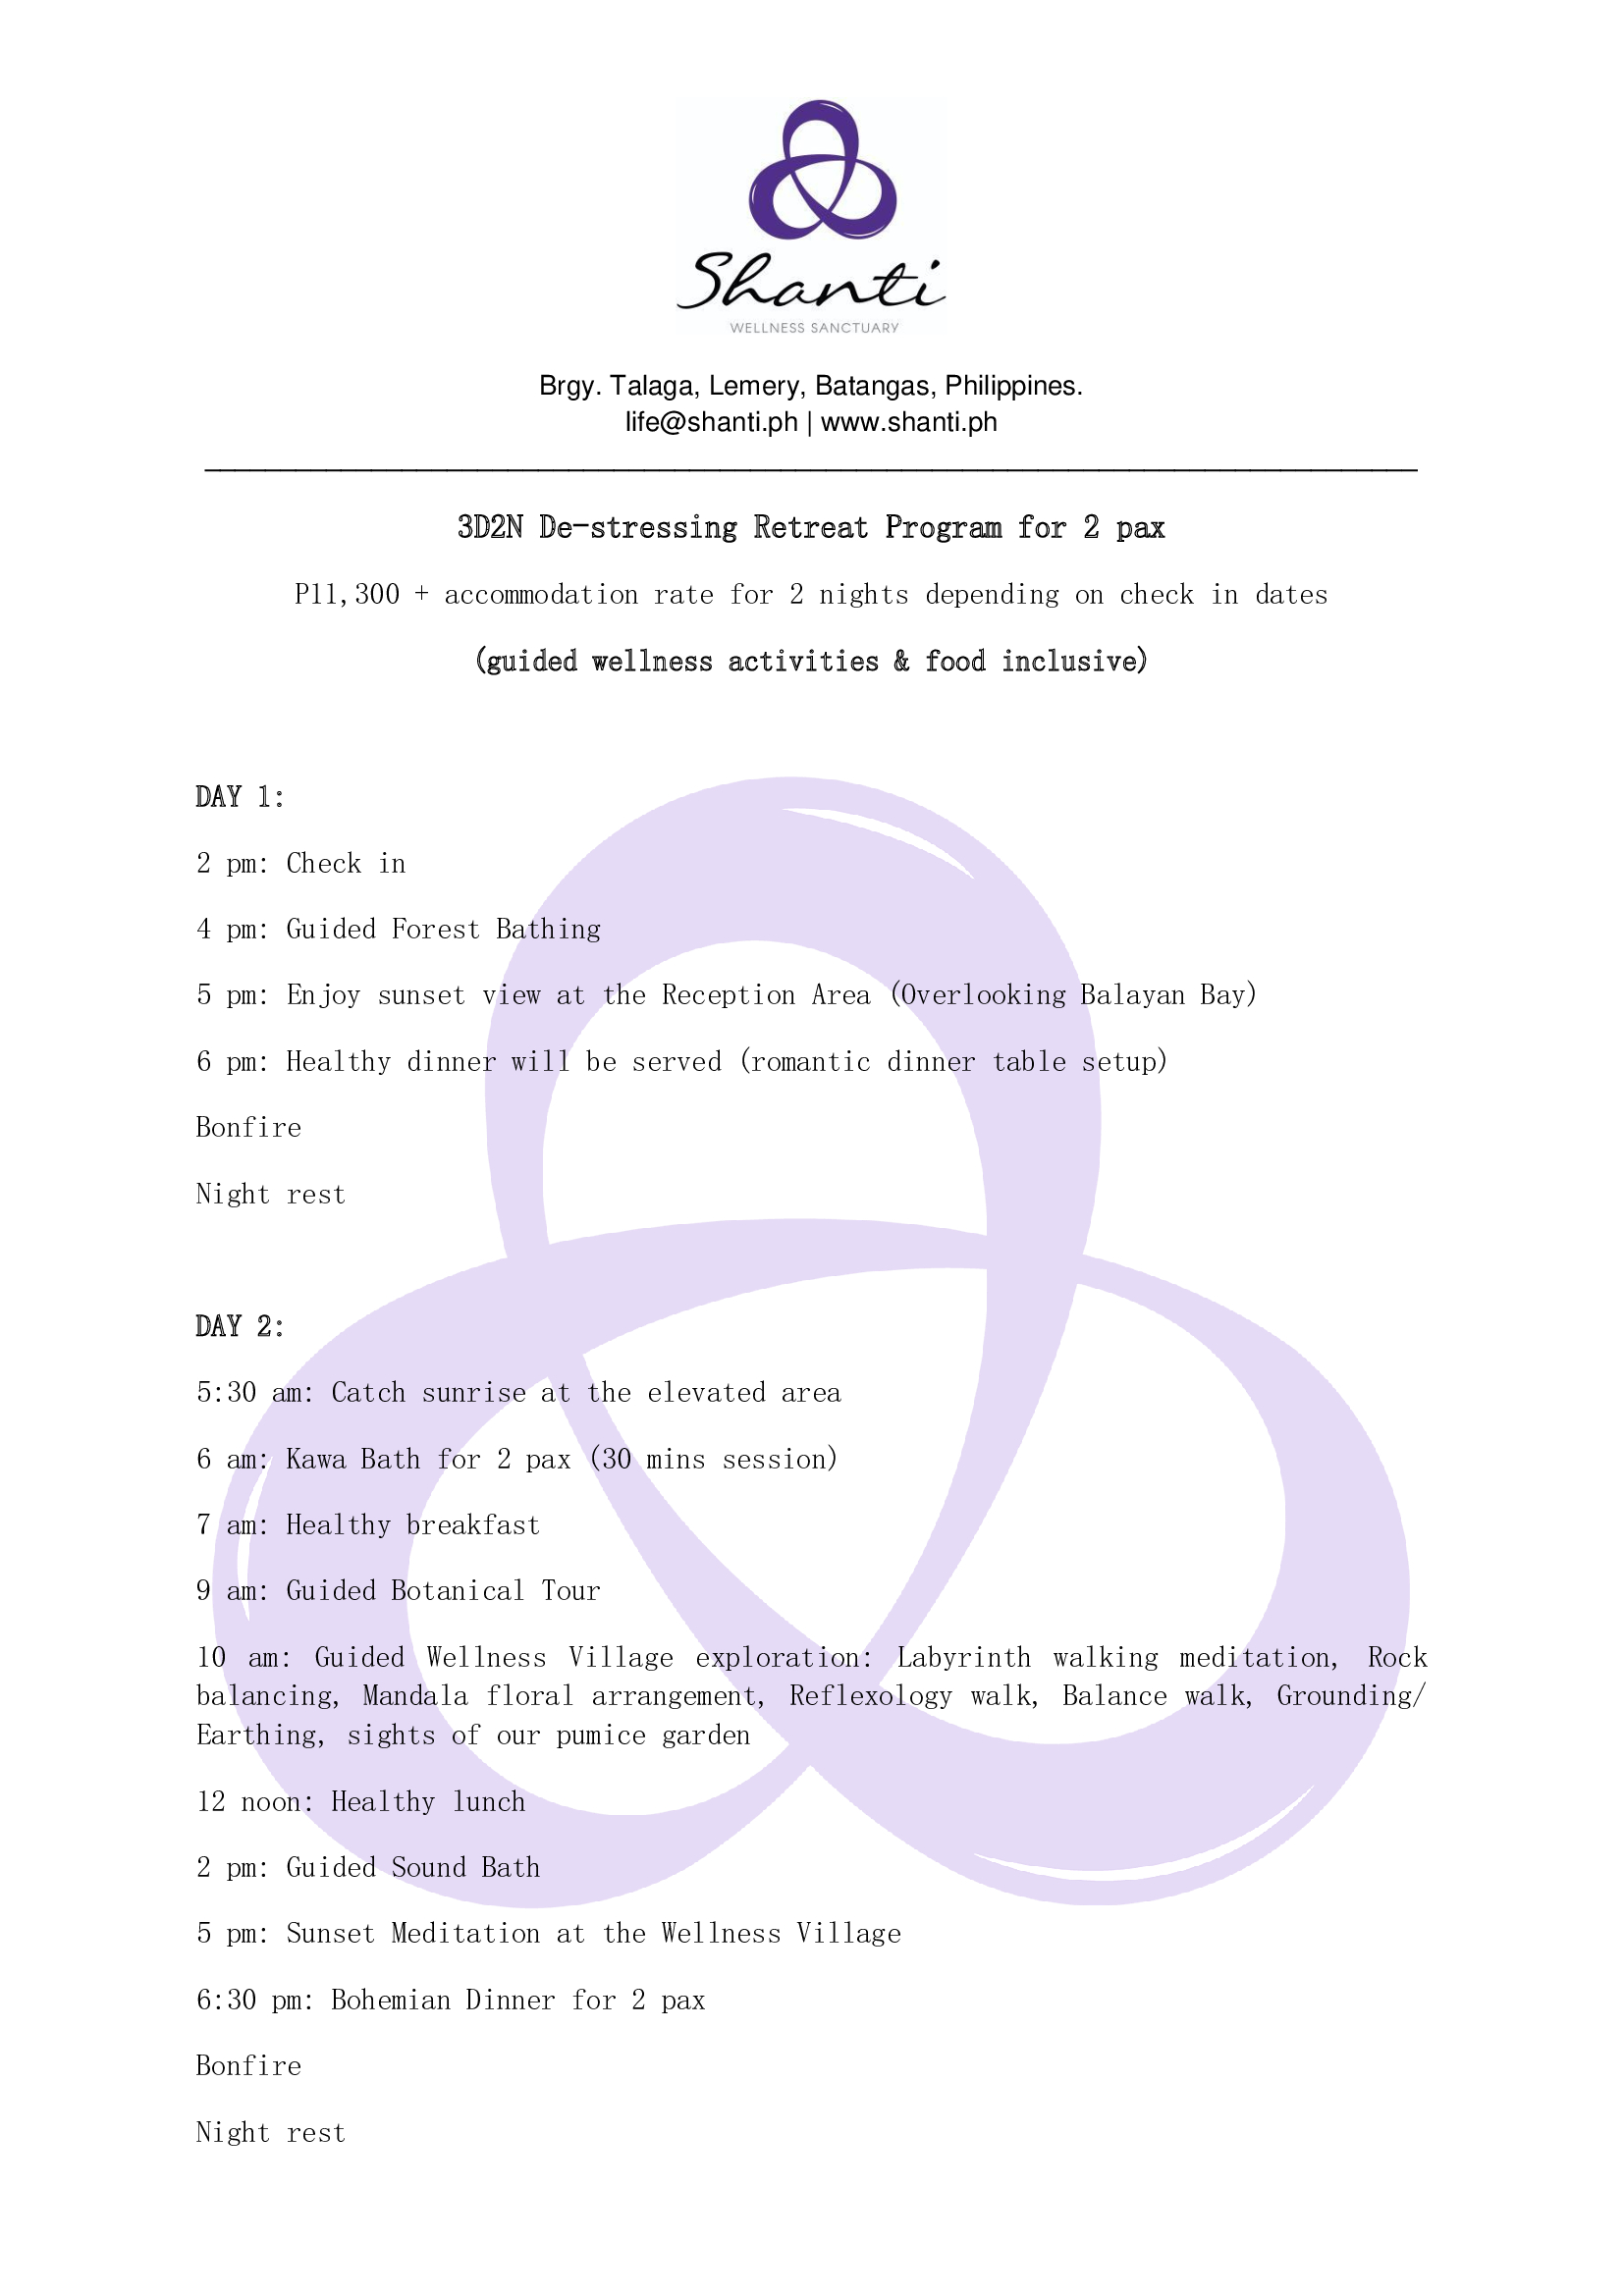 Shanti
WELLNESS SANCTUARY
Brgy. Talaga, Lemery, Batangas, Philippines.
life@shanti.ph | www.shanti.ph
3D2N De-stressing Retreat Program for 2 pax
P11,300 + accommodation rate for 2 nights depending on check in dates
(guided wellness activities & food inclusive)
DAY 1:
2 pm: Check in
4 pm: Guided Forest Bathing
5 pm: Enjoy sunset view at the Reception Area (Overlooking Balayan Bay)
6 pm: Healthy dinner will be served (romantic dinner table setup)
Bonfire
Night rest
DAY 2:
5:30 am: Catch sunrise at the elevated area
6 am: Kawa Bath for 2 pax (30 mins session)
7 am: Healthy breakfast
9 am: Guided Botanical Tour
10 am: Guided Wellness Village exploration: Labyrinth walking meditation, Rock
balancing, Mandala floral arrangement, Reflexology walk, Balance walk, Grounding/
Earthing, sights of our pumice garden
12 noon: Healthy lunch
2 pm: Guided Sound Bath
5 pm: Sunset Meditation at the Wellness Village
6:30 pm: Bohemian Dinner for 2 pax
Bonfire
Night rest